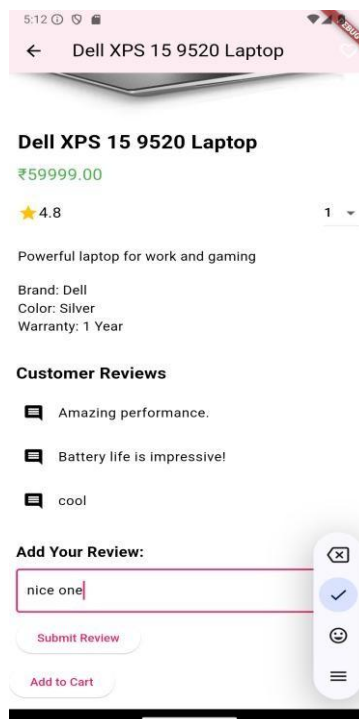 5:12
Dell XPS 15 9520 Laptop
Dell XPS 15 9520 Laptop
₹59999.00
4.8
1
Powerful laptop for work and gaming
Brand: Dell
Color: Silver
Warranty: 1 Year
Customer Reviews
Amazing performance.
Battery life is impressive!
cool
Add Your Review:
nice one
Submit Review
Add to Cart